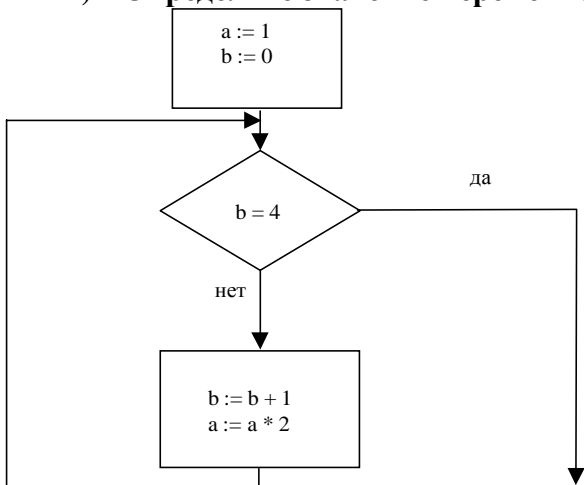 a := 1
b := 0
да
b = 4
нет
b := b + 1
a := a * 2